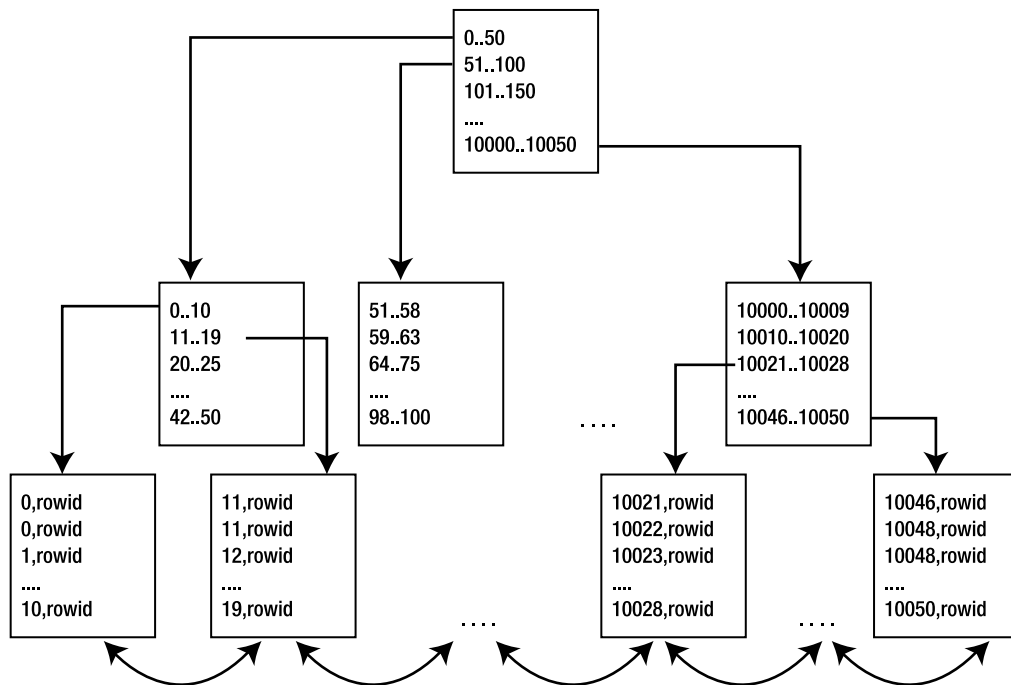 0..50
51..100
101..150
....
10000..10050
0..10
11..19
20..25
....
42..50
51..58
59..63
64..75
....
98..100
....
10000..10009
10010..10020
10021..10028
....
10046..10050
0,rowid
0,rowid
1,rowid
....
10,rowid
11,rowid
11,rowid
12,rowid
....
19,rowid
....
10021,rowid
10022,rowid
10023,rowid
....
10028,rowid
....
10046,rowid
10048,rowid
10048,rowid
....
10050,rowid